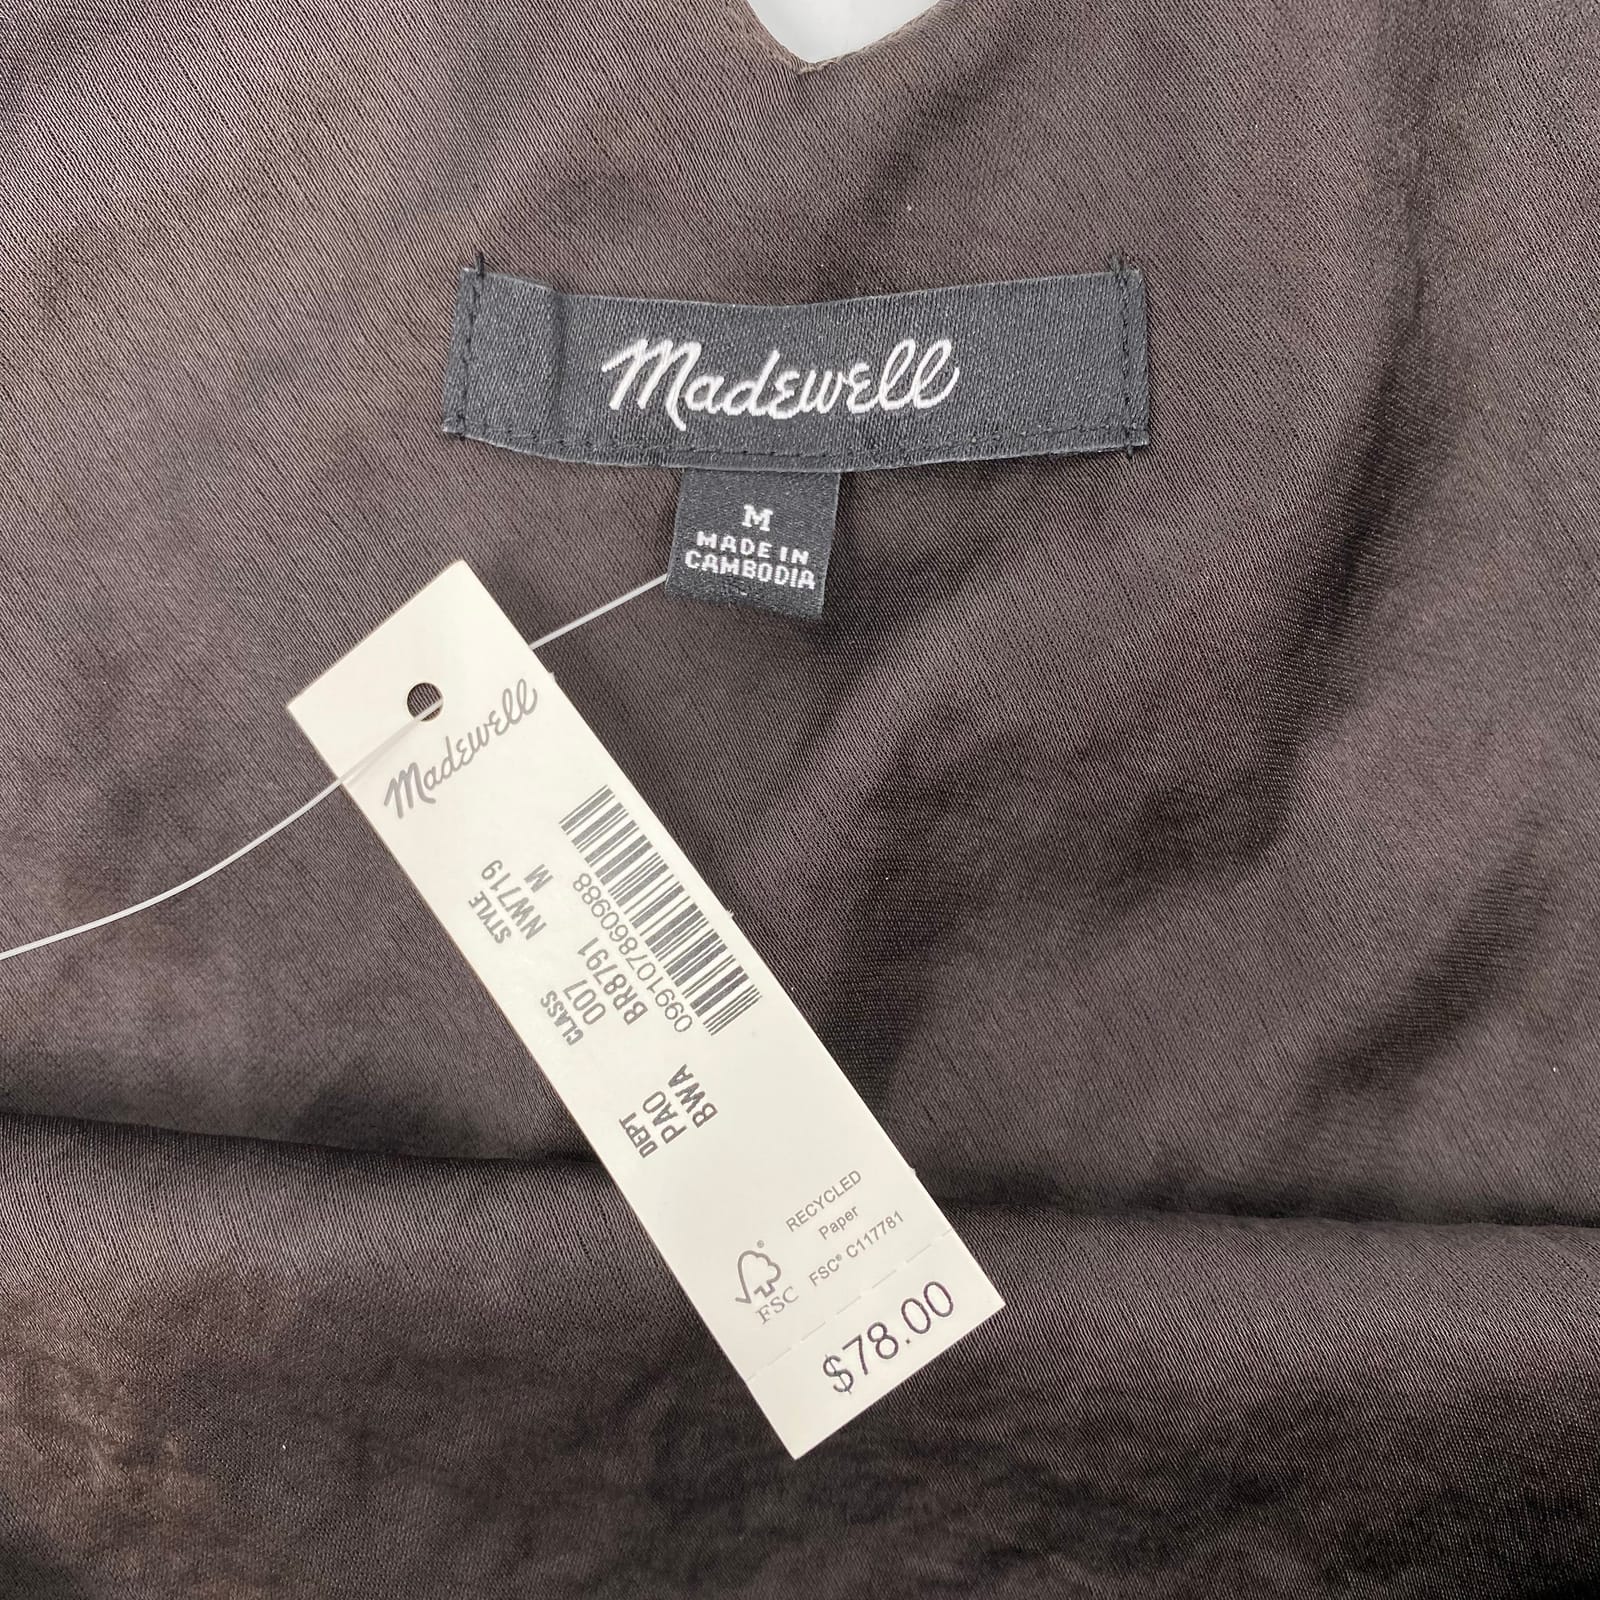 Madewell
M
MADE IN
CAMBODIA
Madewell
099107860988
STYLE CLASS DEPT
NW719 007 PA0
M BR8791 BWA
RECYCLED
Paper
FSC® C117781
FSC
$78.00